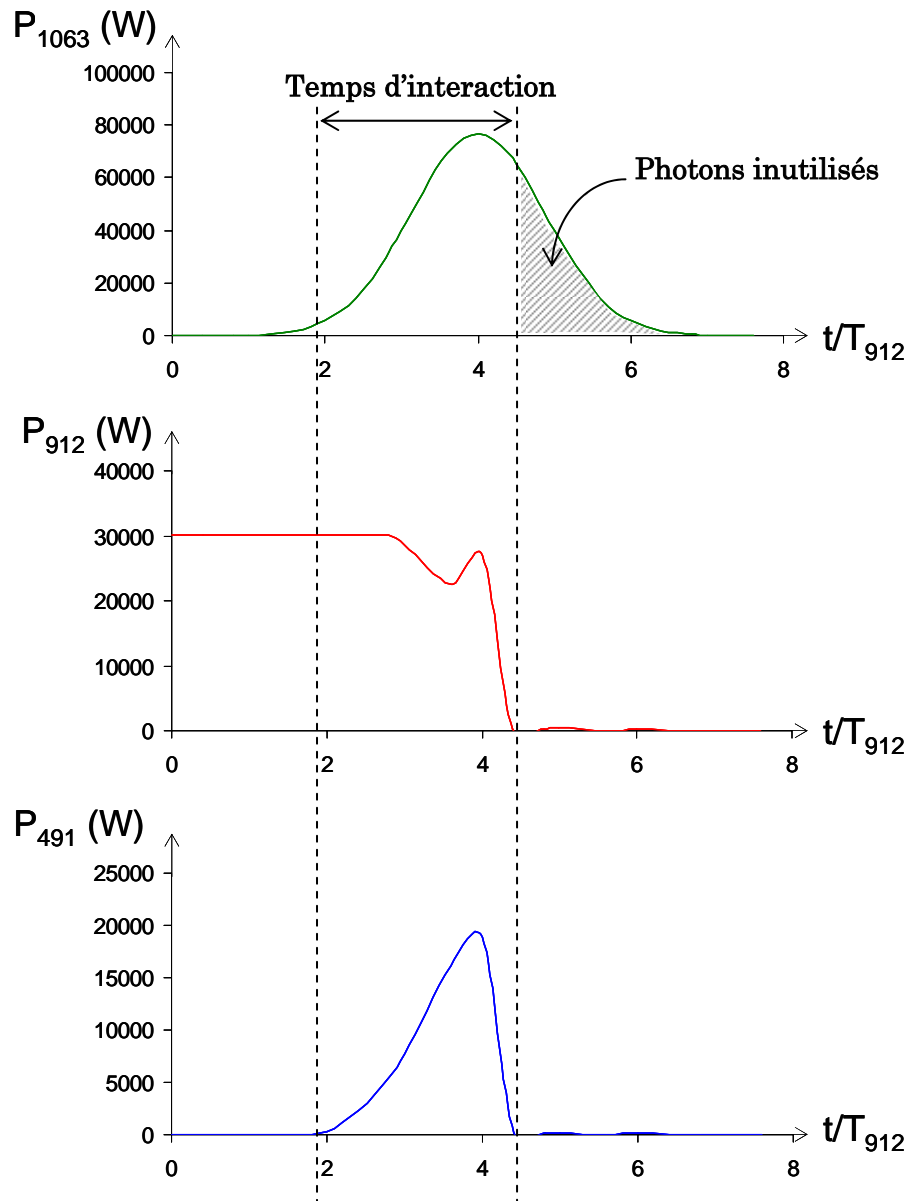 P1063 (W)
100000
Temps d'interaction
80000
Photons inutilisés
60000
40000
20000
0
t/T912
0 2 4 6 8
P912 (W)
40000
30000
20000
10000
0
t/T912
0 2 4 6 8
P491 (W)
25000
20000
15000
10000
5000
0
t/T912
0 2 4 6 8